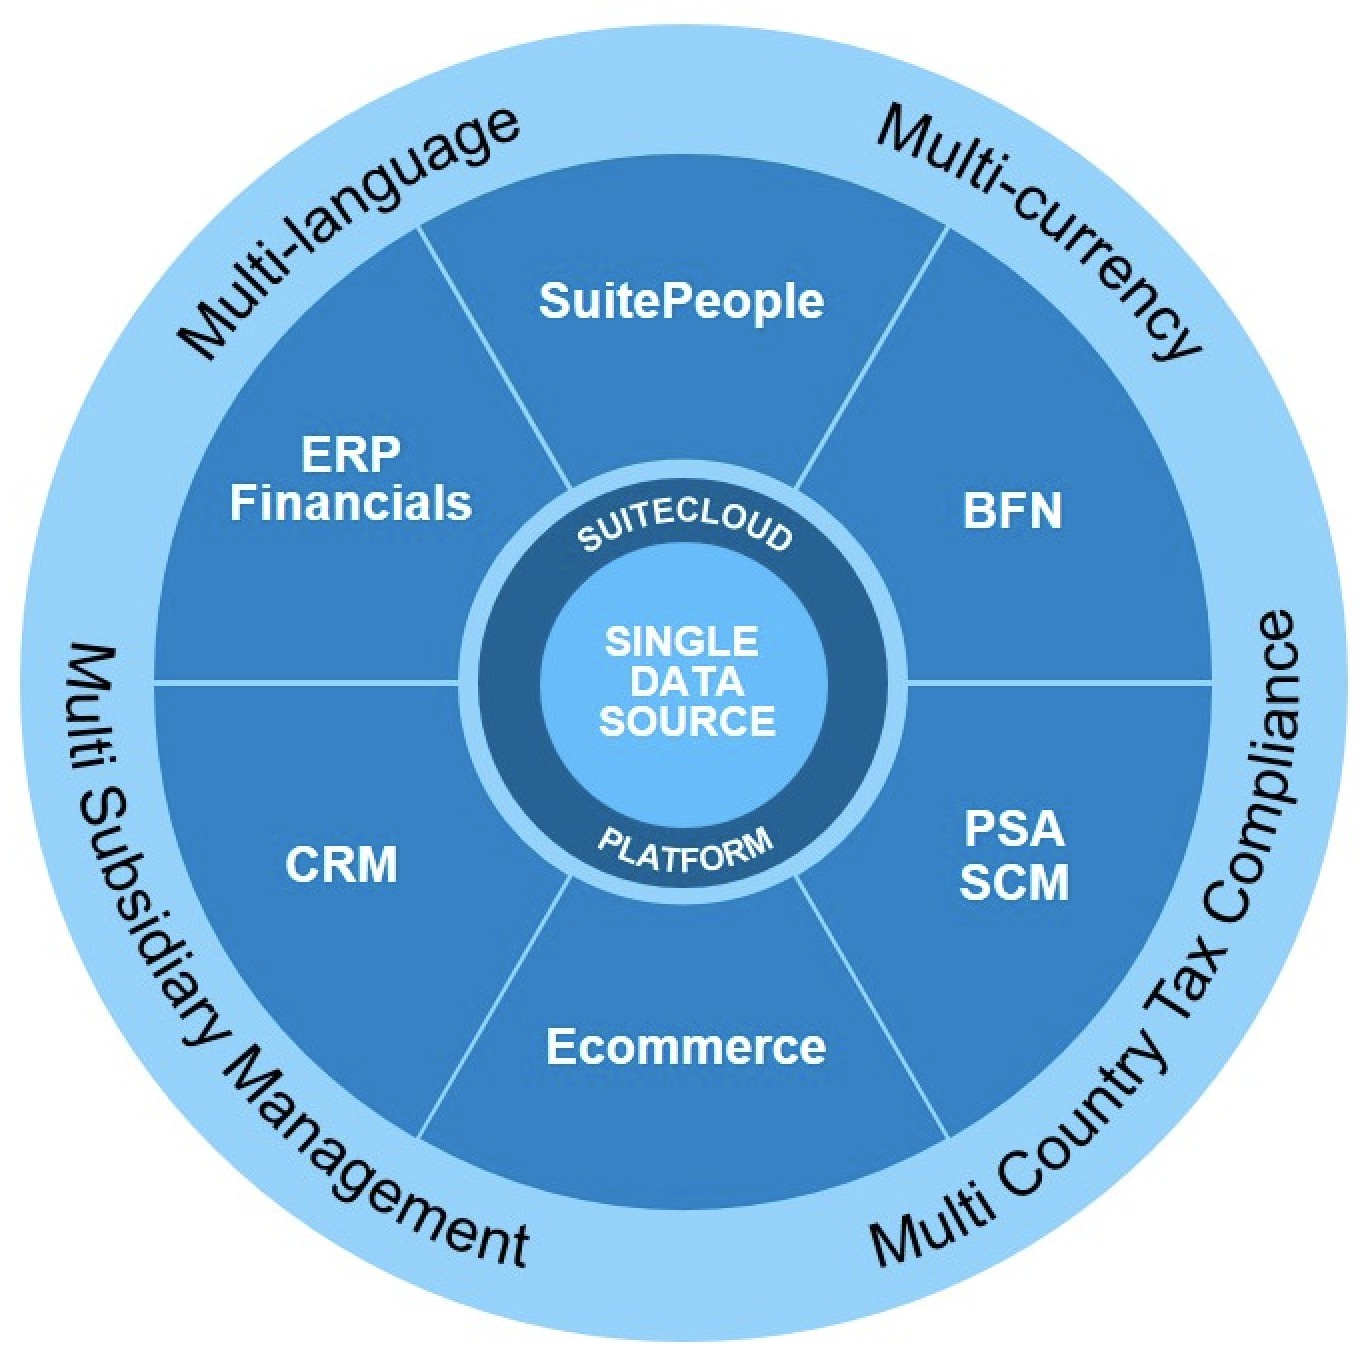 Multi-language
Multi-currency
SuitePeople
ERP
Financials
BFN
SUITECLOUD
SINGLE
DATA
SOURCE
PLATFORM
CRM
PSA
SCM
Ecommerce
Multi Subsidiary Management
Multi Country Tax Compliance